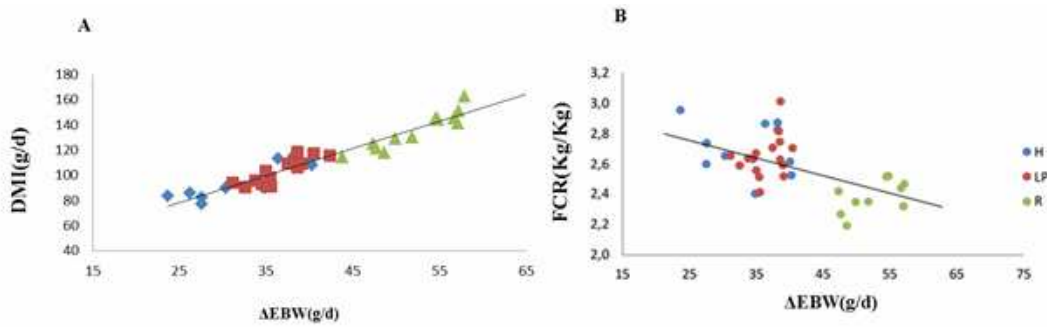 A
DMI(g/d)
180
160
140
120
100
80
60
40
15 25 35 45 55 65
ΔEBW(g/d)
B
FCR(Kg/Kg)
3,2
3,0
2,8
2,6
2,4
2,2
2,0
15 25 35 45 55 65 75
ΔEBW(g/d)
H
LP
R